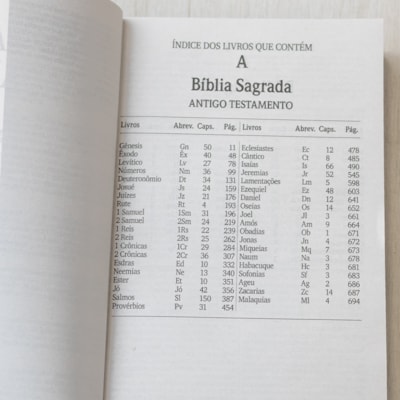 ÍNDICE DOS LIVROS QUE CONTÉM
A
Bíblia Sagrada
ANTIGO TESTAMENTO
Livros Abrev. Caps. Pág.
Gênesis Gn 50 11
Êxodo Êx 40 48
Levítico Lv 27 78
Números Nm 36 99
Deuteronômio Dt 34 131
Josué Js 24 159
Juízes Jz 21 176
Rute Rt 4 193
1 Samuel 1Sm 31 196
2 Samuel 2Sm 24 219
1 Reis 1Rs 22 239
2 Reis 2Rs 25 262
1 Crônicas 1Cr 29 284
2 Crônicas 2Cr 36 307
Esdras Ed 10 332
Neemias Ne 13 340
Ester Et 10 351
Jó Jó 42 356
Salmos Sl 150 387
Provérbios Pv 31 454
Livros Abrev. Caps. Pág.
Eclesiastes Ec 12 478
Cântico Ct 8 485
Isaías Is 66 490
Jeremias Jr 52 545
Lamentações Lm 5 598
Ezequiel Ez 48 603
Daniel Dn 12 641
Oseias Os 14 652
Joel Jl 3 661
Amós Am 9 664
Obadias Ob 1 671
Jonas Jn 4 672
Miqueias Mq 7 673
Naum Na 3 678
Habacuque Hc 3 681
Sofonias Sf 3 683
Ageu Ag 2 686
Zacarias Zc 14 687
Malaquias Ml 4 694